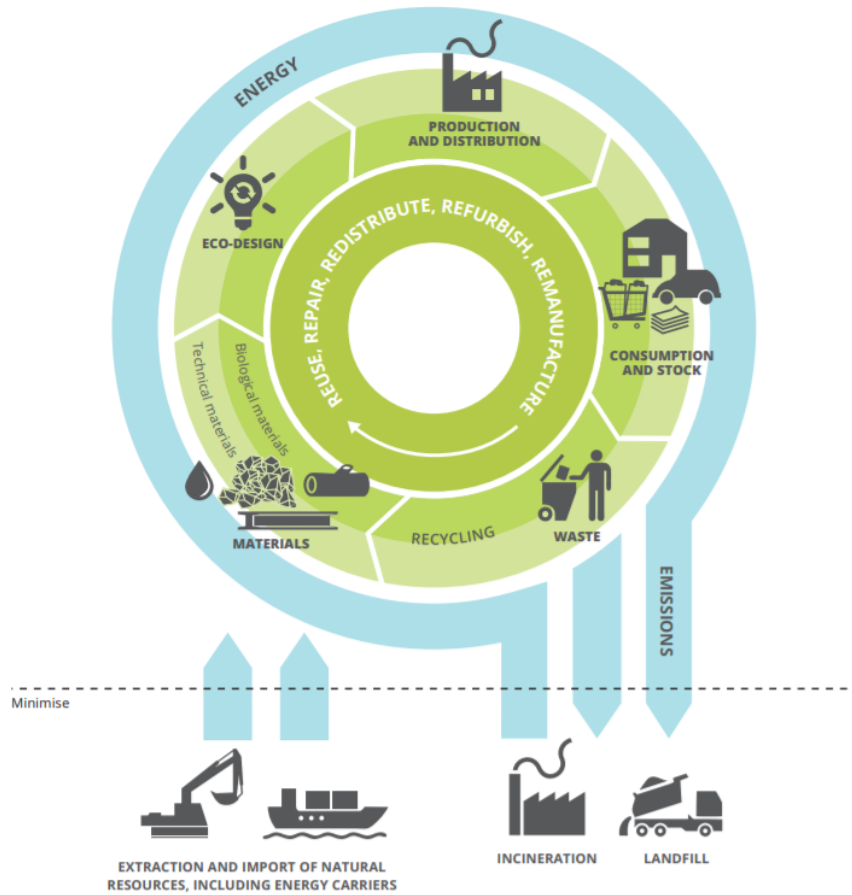 ENERGY
PRODUCTION
AND DISTRIBUTION
ECO-DESIGN
REUSE, REPAIR, REDISTRIBUTE, REFURBISH, REMANUFACTURE
CONSUMPTION
AND STOCK
Technical materials
Biological materials
MATERIALS
RECYCLING
WASTE
EMISSIONS
Minimise
EXTRACTION AND IMPORT OF NATURAL
RESOURCES, INCLUDING ENERGY CARRIERS
INCINERATION
LANDFILL